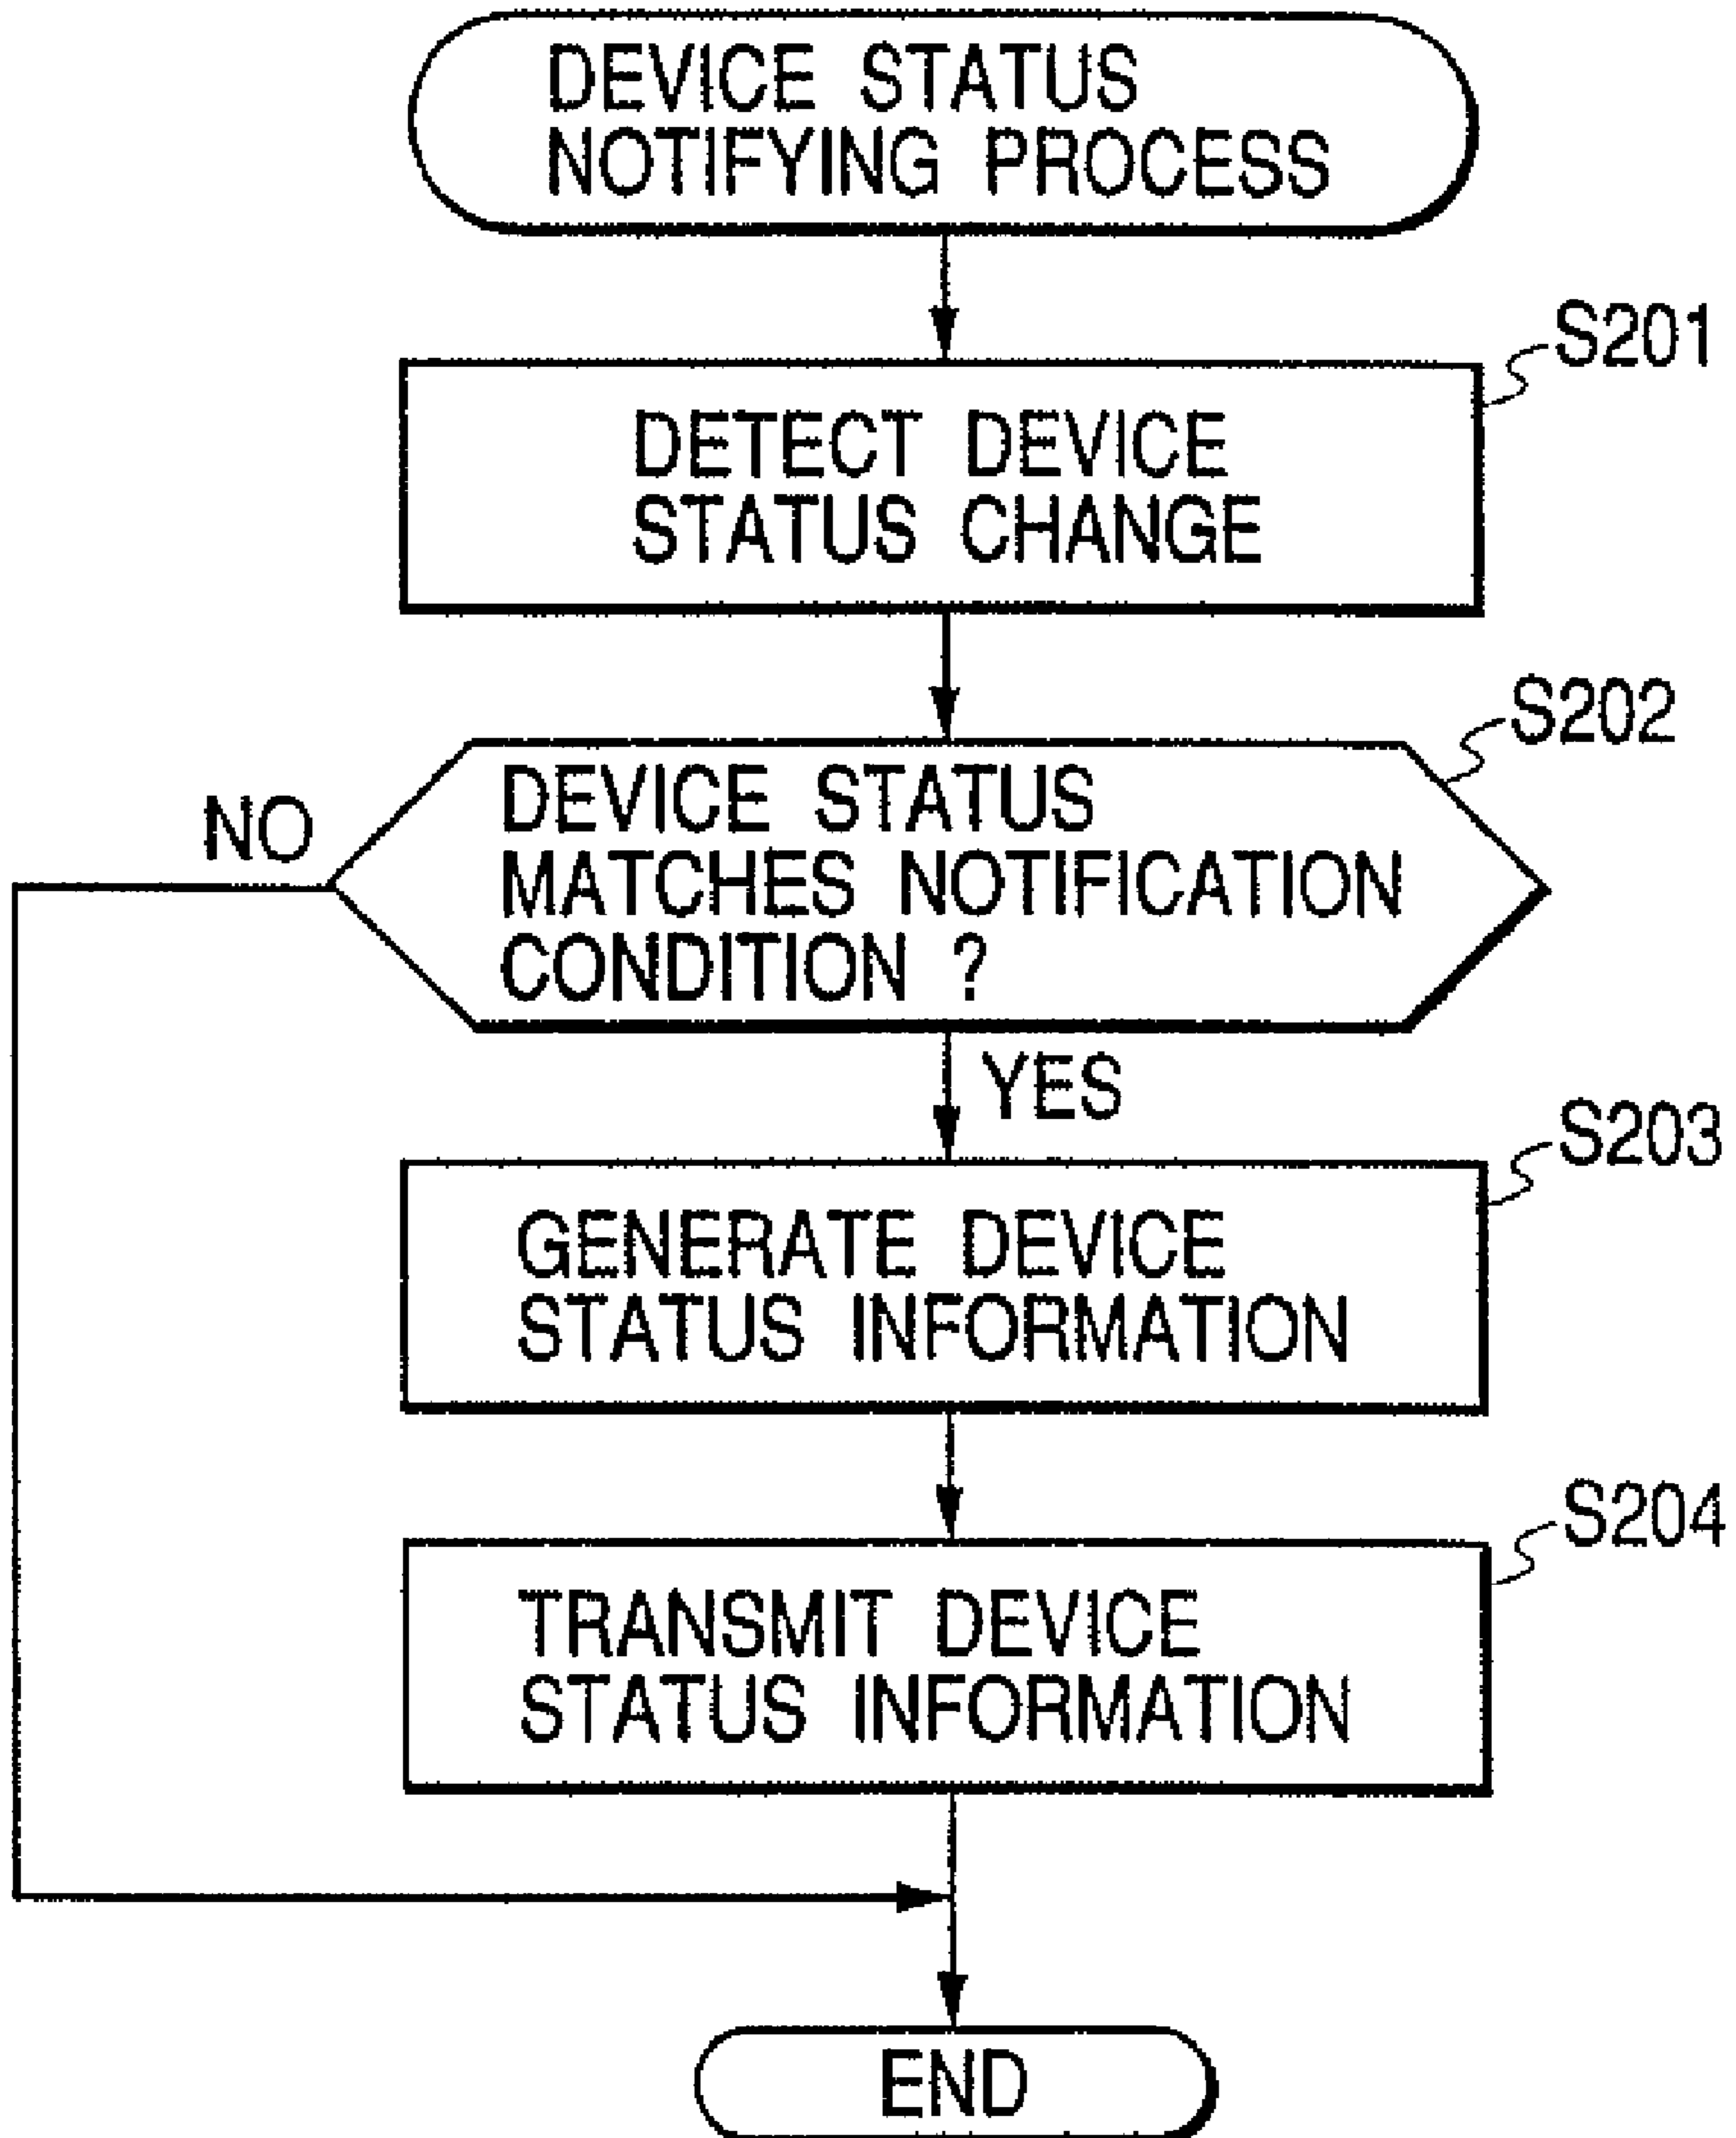 DEVICE STATUS
NOTIFYING PROCESS
S201
DETECT DEVICE
STATUS CHANGE
S202
NO
DEVICE STATUS
MATCHES NOTIFICATION
CONDITION ?
YES
S203
GENERATE DEVICE
STATUS INFORMATION
S204
TRANSMIT DEVICE
STATUS INFORMATION
END